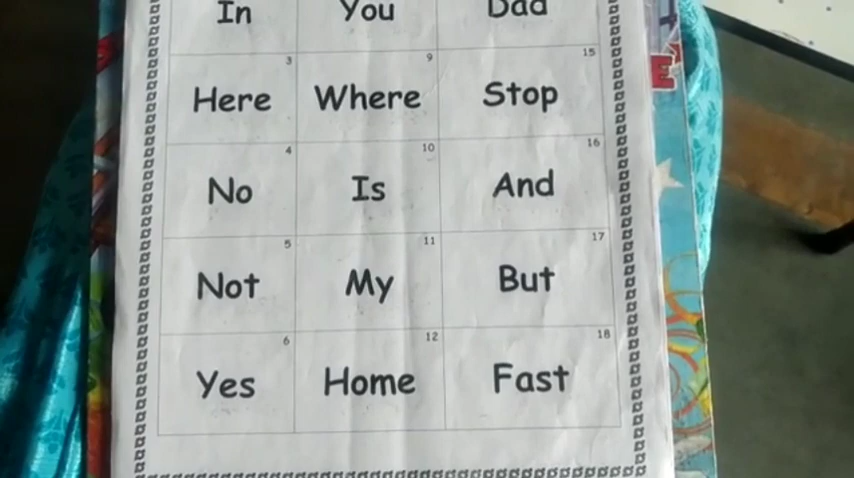 In You Dad
3 9 15
Here Where Stop
4 10 16
No Is And
5 11 17
Not My But
6 12 18
Yes Home Fast
E